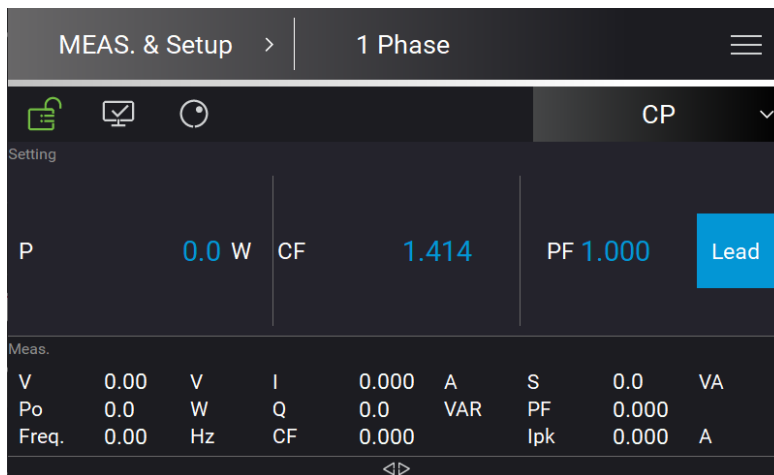 MEAS. & Setup > 1 Phase
CP
Setting
P 0.0 W CF 1.414 PF 1.000 Lead
Meas.
V 0.00 V I 0.000 A S 0.0 VA
Po 0.0 W Q 0.0 VAR PF 0.000
Freq. 0.00 Hz CF 0.000 Ipk 0.000 A